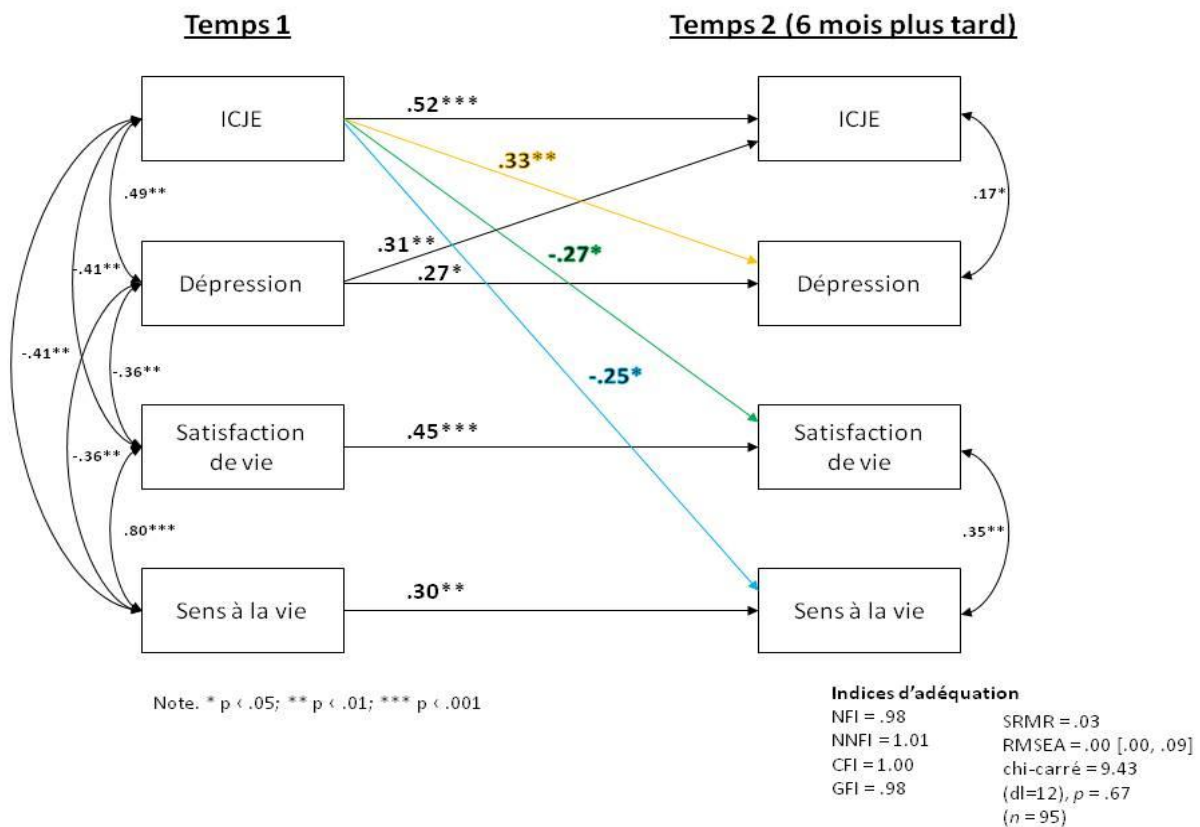 Temps 1
Temps 2 (6 mois plus tard)
ICJE
.52***
ICJE
.33**
.49**
.17*
.31**
-.27*
Dépression
.27*
Dépression
-.41**
-.41**
-.36**
-.25*
Satisfaction
de vie
.45***
Satisfaction
de vie
-.36**
.80***
.35**
Sens à la vie
.30**
Sens à la vie
Note. * p < .05; ** p < .01; *** p < .001
Indices d’adéquation
NFI = .98
NNFI = 1.01
CFI = 1.00
GFI = .98
SRMR = .03
RMSEA = .00 [.00, .09]
chi-carré = 9.43
(dl=12), p = .67
(n = 95)